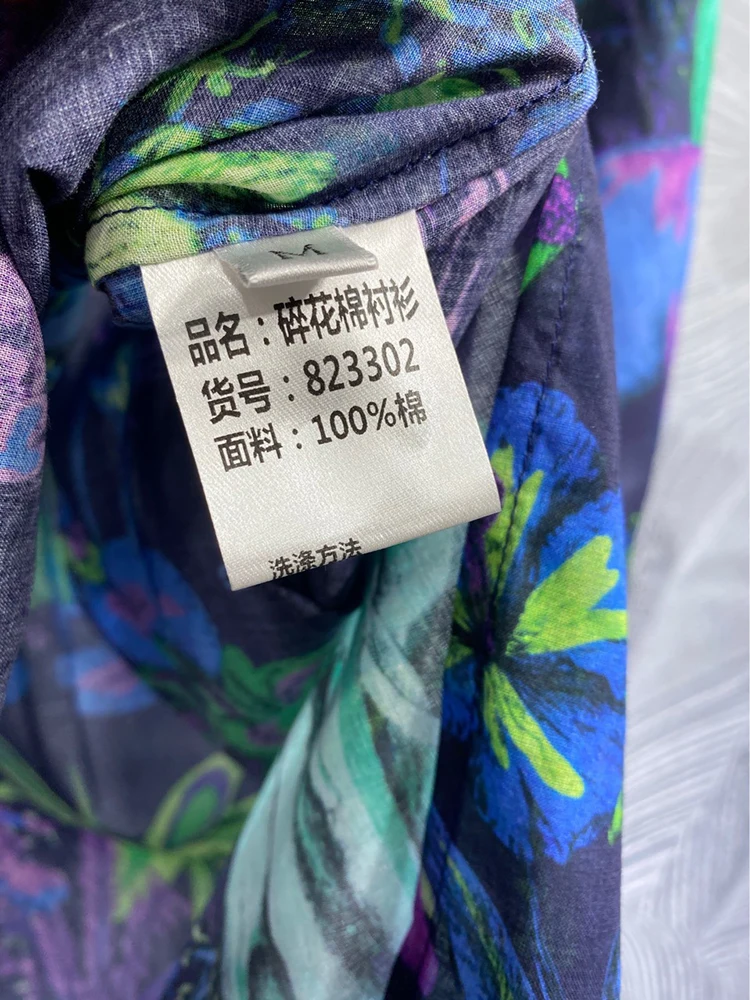 M
品名：碎花棉衬衫
货号：823302
面料：100%棉
洗涤方法